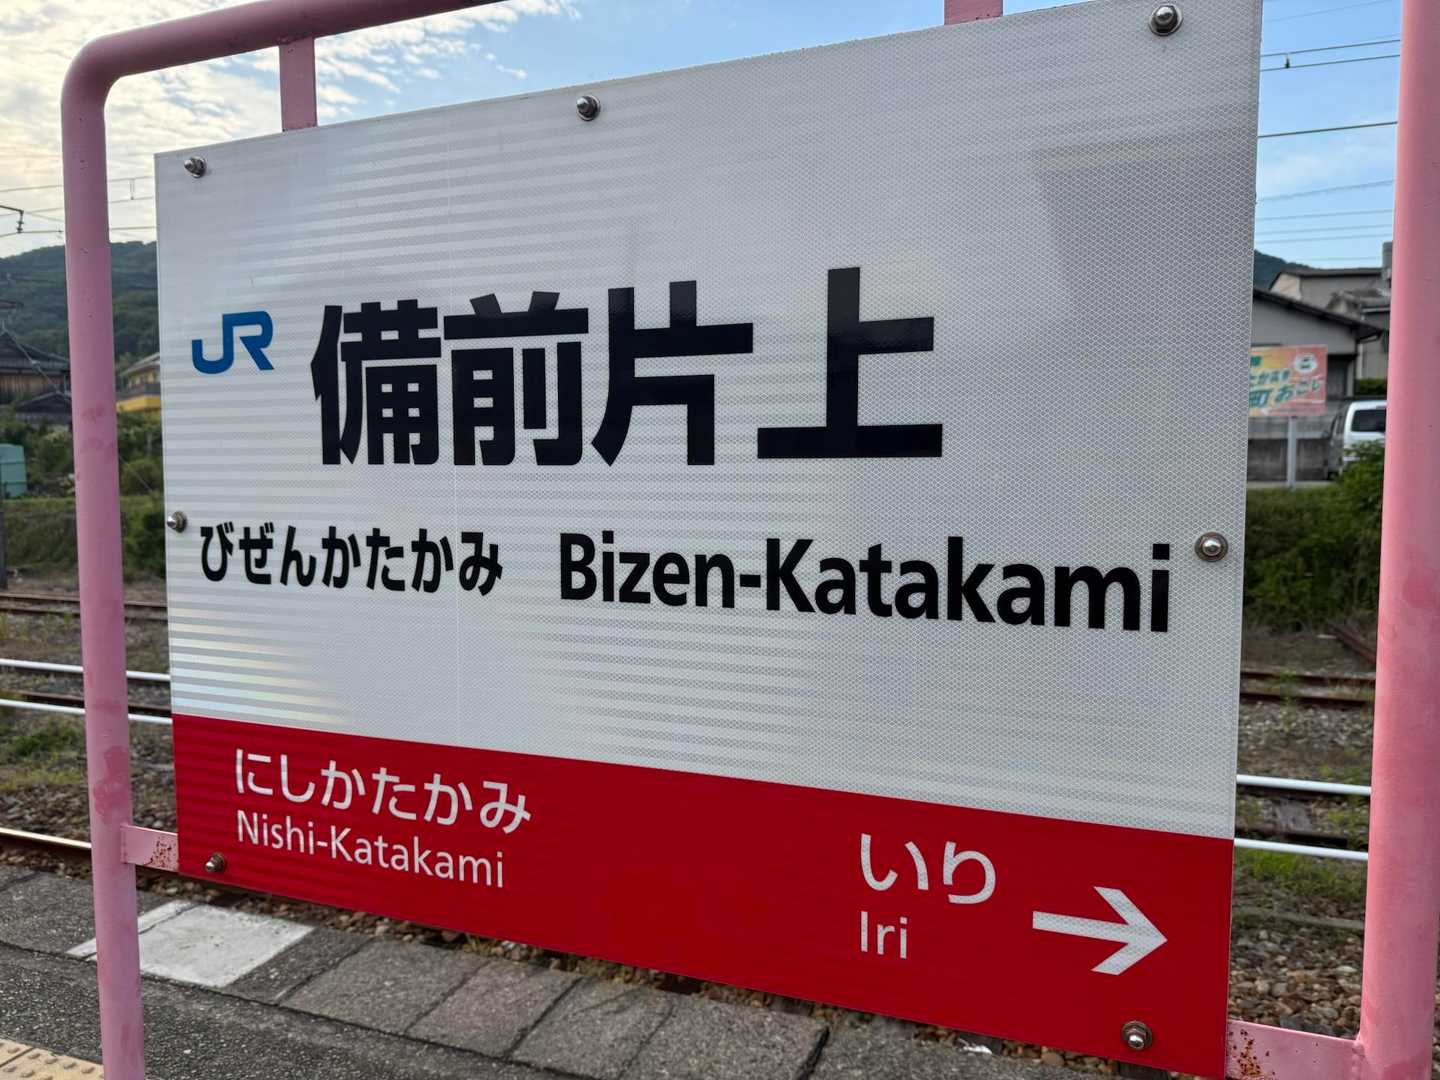 JR 備前片上
びぜんかたかみ Bizen-Katakami
にしかたかみ
Nishi-Katakami
いり
Iri
→